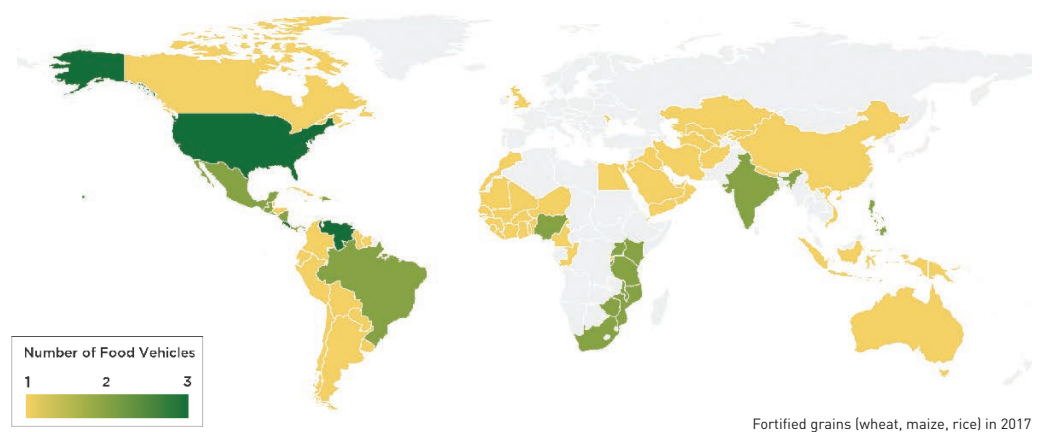 Number of Food Vehicles
1 2 3
Fortified grains (wheat, maize, rice) in 2017